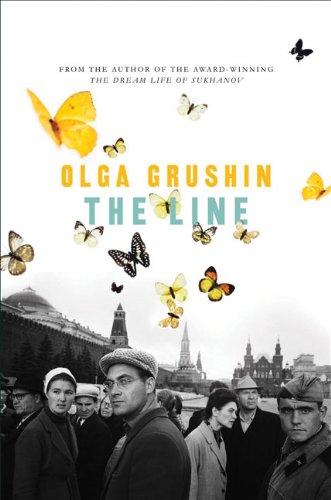 FROM THE AUTHOR OF THE AWARD-WINNING
THE DREAM LIFE OF SUKHANOV
OLGA GRUSHIN
THE LINE